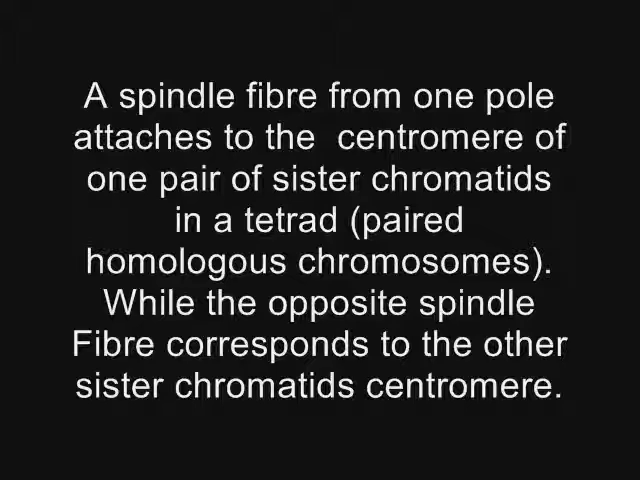 A spindle fibre from one pole
attaches to the  centromere of
one pair of sister chromatids
in a tetrad (paired
homologous chromosomes).
While the opposite spindle
Fibre corresponds to the other
sister chromatids centromere.